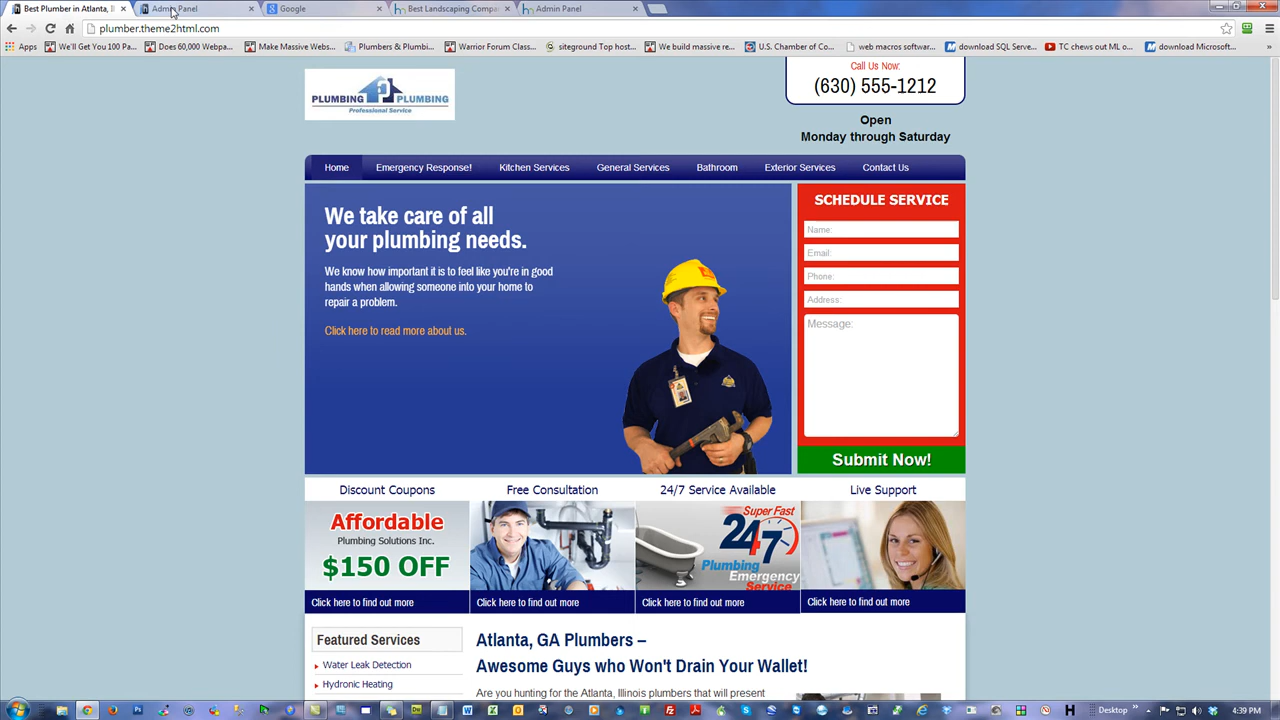 Best Plumber in Atlanta, Il
Admin Panel
Google
Best Landscaping Compa
Admin Panel
plumber.theme2html.com
Apps
We'll Get You 100 Pa...
Does 60,000 Webpa...
Make Massive Webs...
Plumbers & Plumbi...
Warrior Forum Class...
siteground Top host...
We build massive re...
U.S. Chamber of Co...
web macros softwar...
download SQL Serve...
TC chews out ML o...
download Microsoft...
PLUMBING PLUMBING
Professional Service
Call Us Now:
(630) 555-1212
Open
Monday through Saturday
Home
Emergency Response!
Kitchen Services
General Services
Bathroom
Exterior Services
Contact Us
We take care of all
your plumbing needs.
We know how important it is to feel like you're in good
hands when allowing someone into your home to
repair a problem.
Click here to read more about us.
SCHEDULE SERVICE
Name:
Email:
Phone:
Address:
Message:
Submit Now!
Discount Coupons
Free Consultation
24/7 Service Available
Live Support
Affordable
Plumbing Solutions Inc.
$150 OFF
Super Fast
24/7
Plumbing
Emergency
Service
Click here to find out more
Click here to find out more
Click here to find out more
Click here to find out more
Featured Services
Water Leak Detection
Hydronic Heating
Atlanta, GA Plumbers –
Awesome Guys who Won't Drain Your Wallet!
Are you hunting for the Atlanta, Illinois plumbers that will present
Desktop
4:39 PM